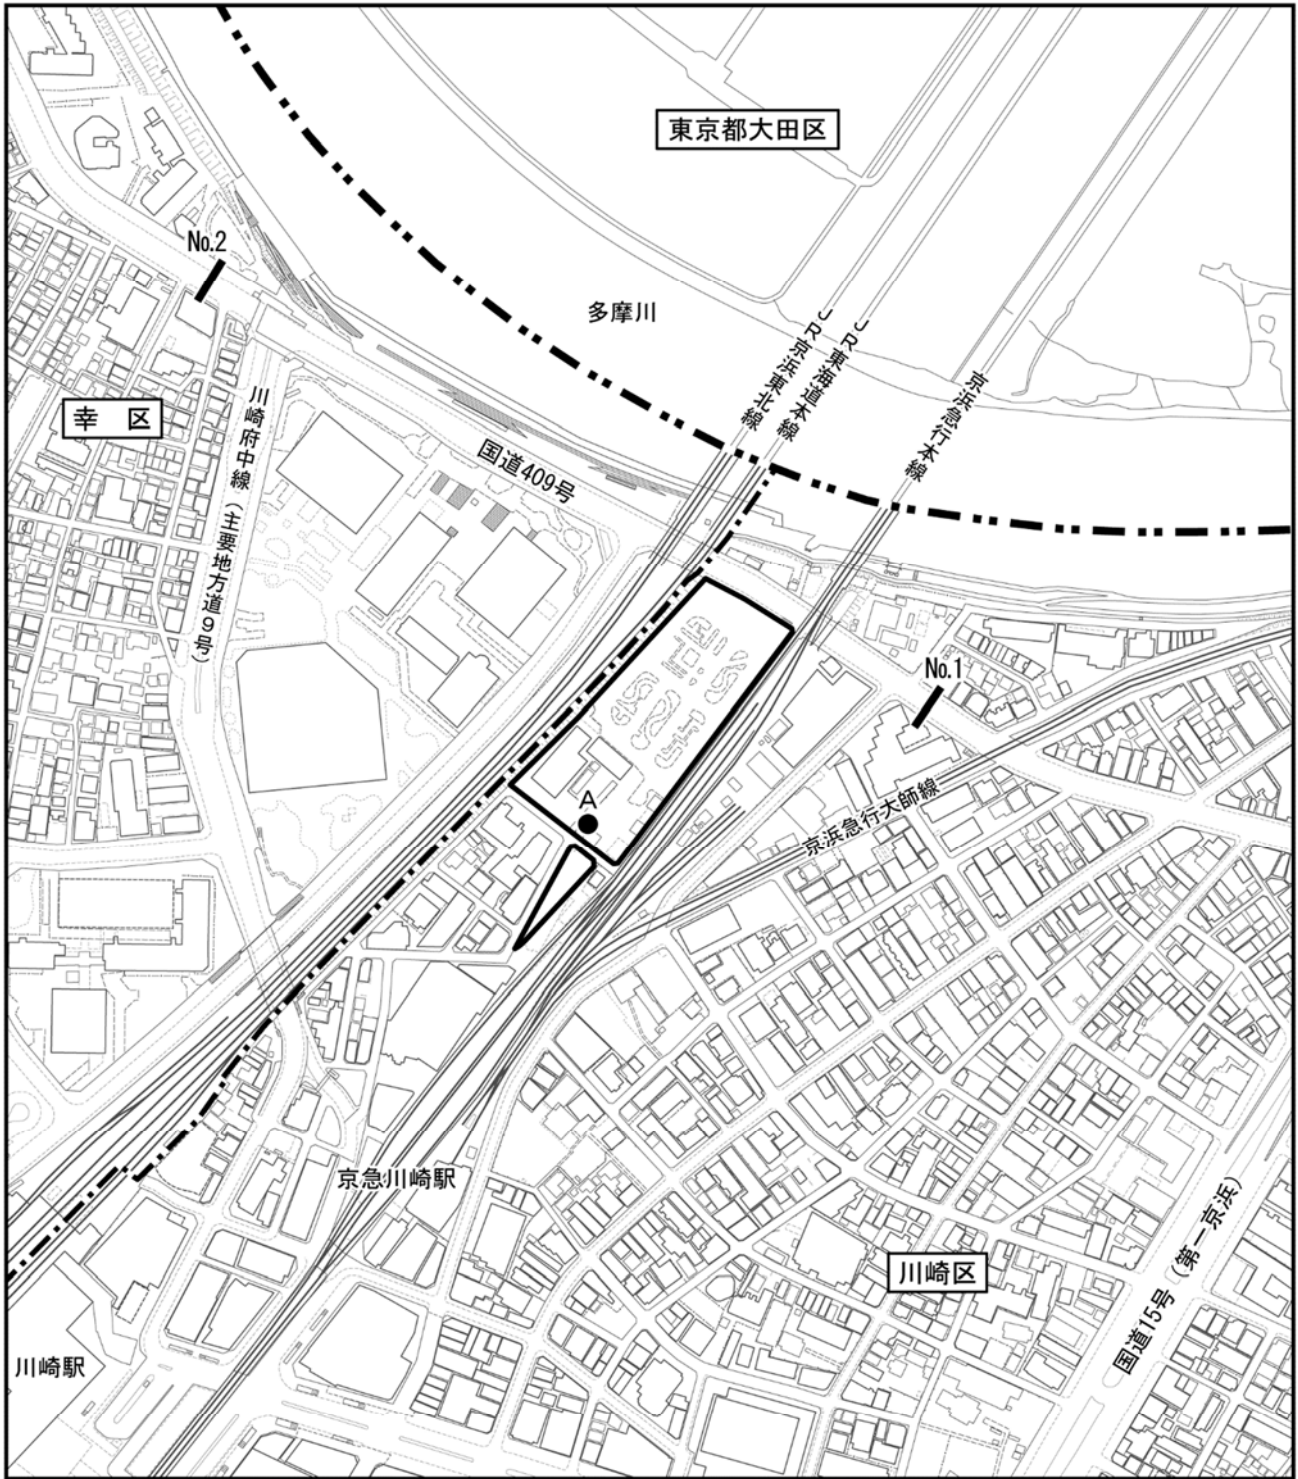 東京都大田区
No.2
多摩川
JR京浜東北線
JR東海道本線
京浜急行本線
幸 区
川崎府中線（主要地方道9号）
国道409号
No.1
A
京浜急行大師線
京急川崎駅
川崎区
国道15号（第一京浜）
川崎駅